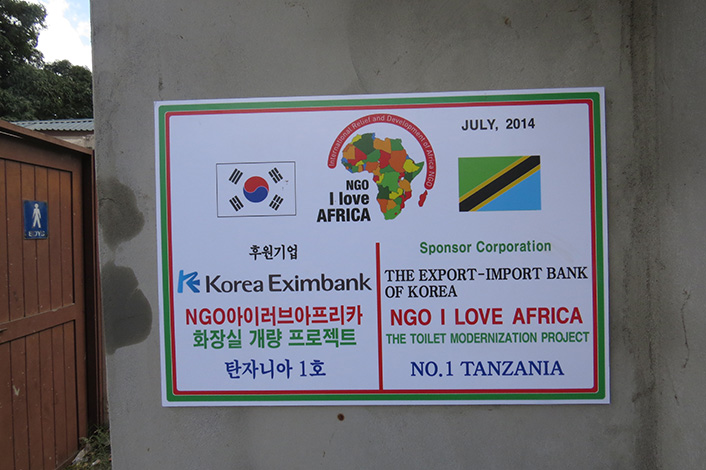 International Relief and Development of Africa NGO
JULY, 2014
NGO
I love
AFRICA
후원기업
Korea Eximbank
NGO아이러브아프리카
화장실 개량 프로젝트
탄자니아 1호
Sponsor Corporation
THE EXPORT-IMPORT BANK
OF KOREA
NGO I LOVE AFRICA
THE TOILET MODERNIZATION PROJECT
NO.1 TANZANIA